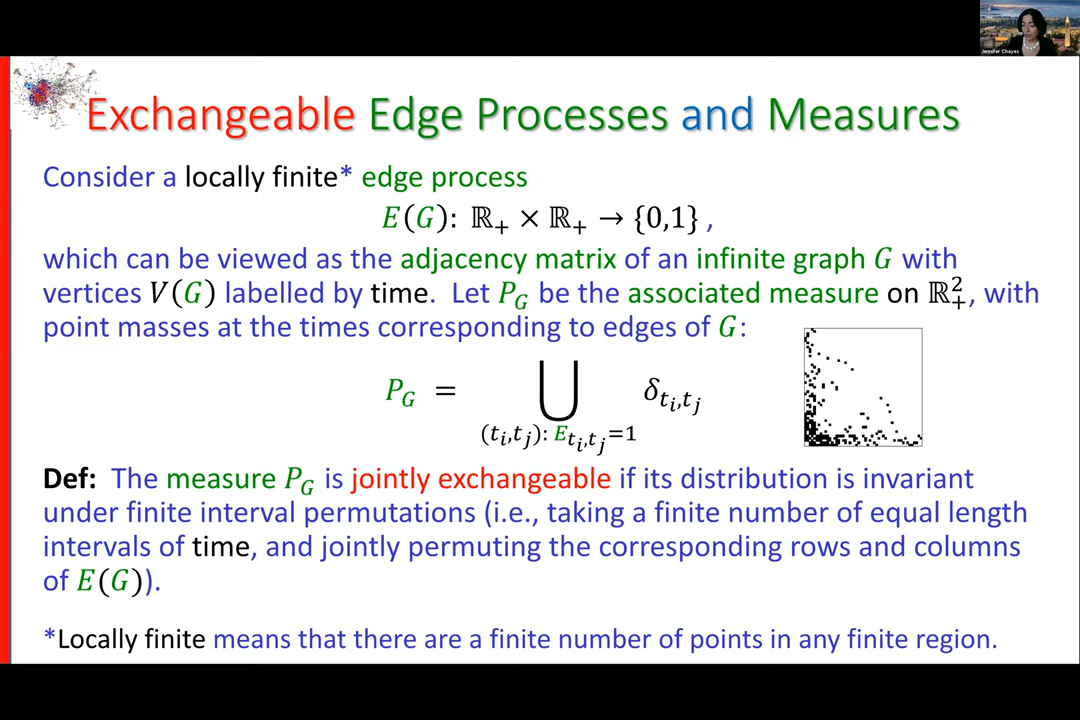 Jennifer Chayes
Exchangeable Edge Processes and Measures
Consider a locally finite* edge process
E(G): ℝ₊ × ℝ₊ → {0,1} ,
which can be viewed as the adjacency matrix of an infinite graph G with
vertices V(G) labelled by time. Let P_G be the associated measure on ℝ₊², with
point masses at the times corresponding to edges of G:
P_G = ⋃_{(t_i,t_j): E_{t_i,t_j}=1} δ_{t_i,t_j}
Def: The measure P_G is jointly exchangeable if its distribution is invariant
under finite interval permutations (i.e., taking a finite number of equal length
intervals of time, and jointly permuting the corresponding rows and columns
of E(G)).
*Locally finite means that there are a finite number of points in any finite region.